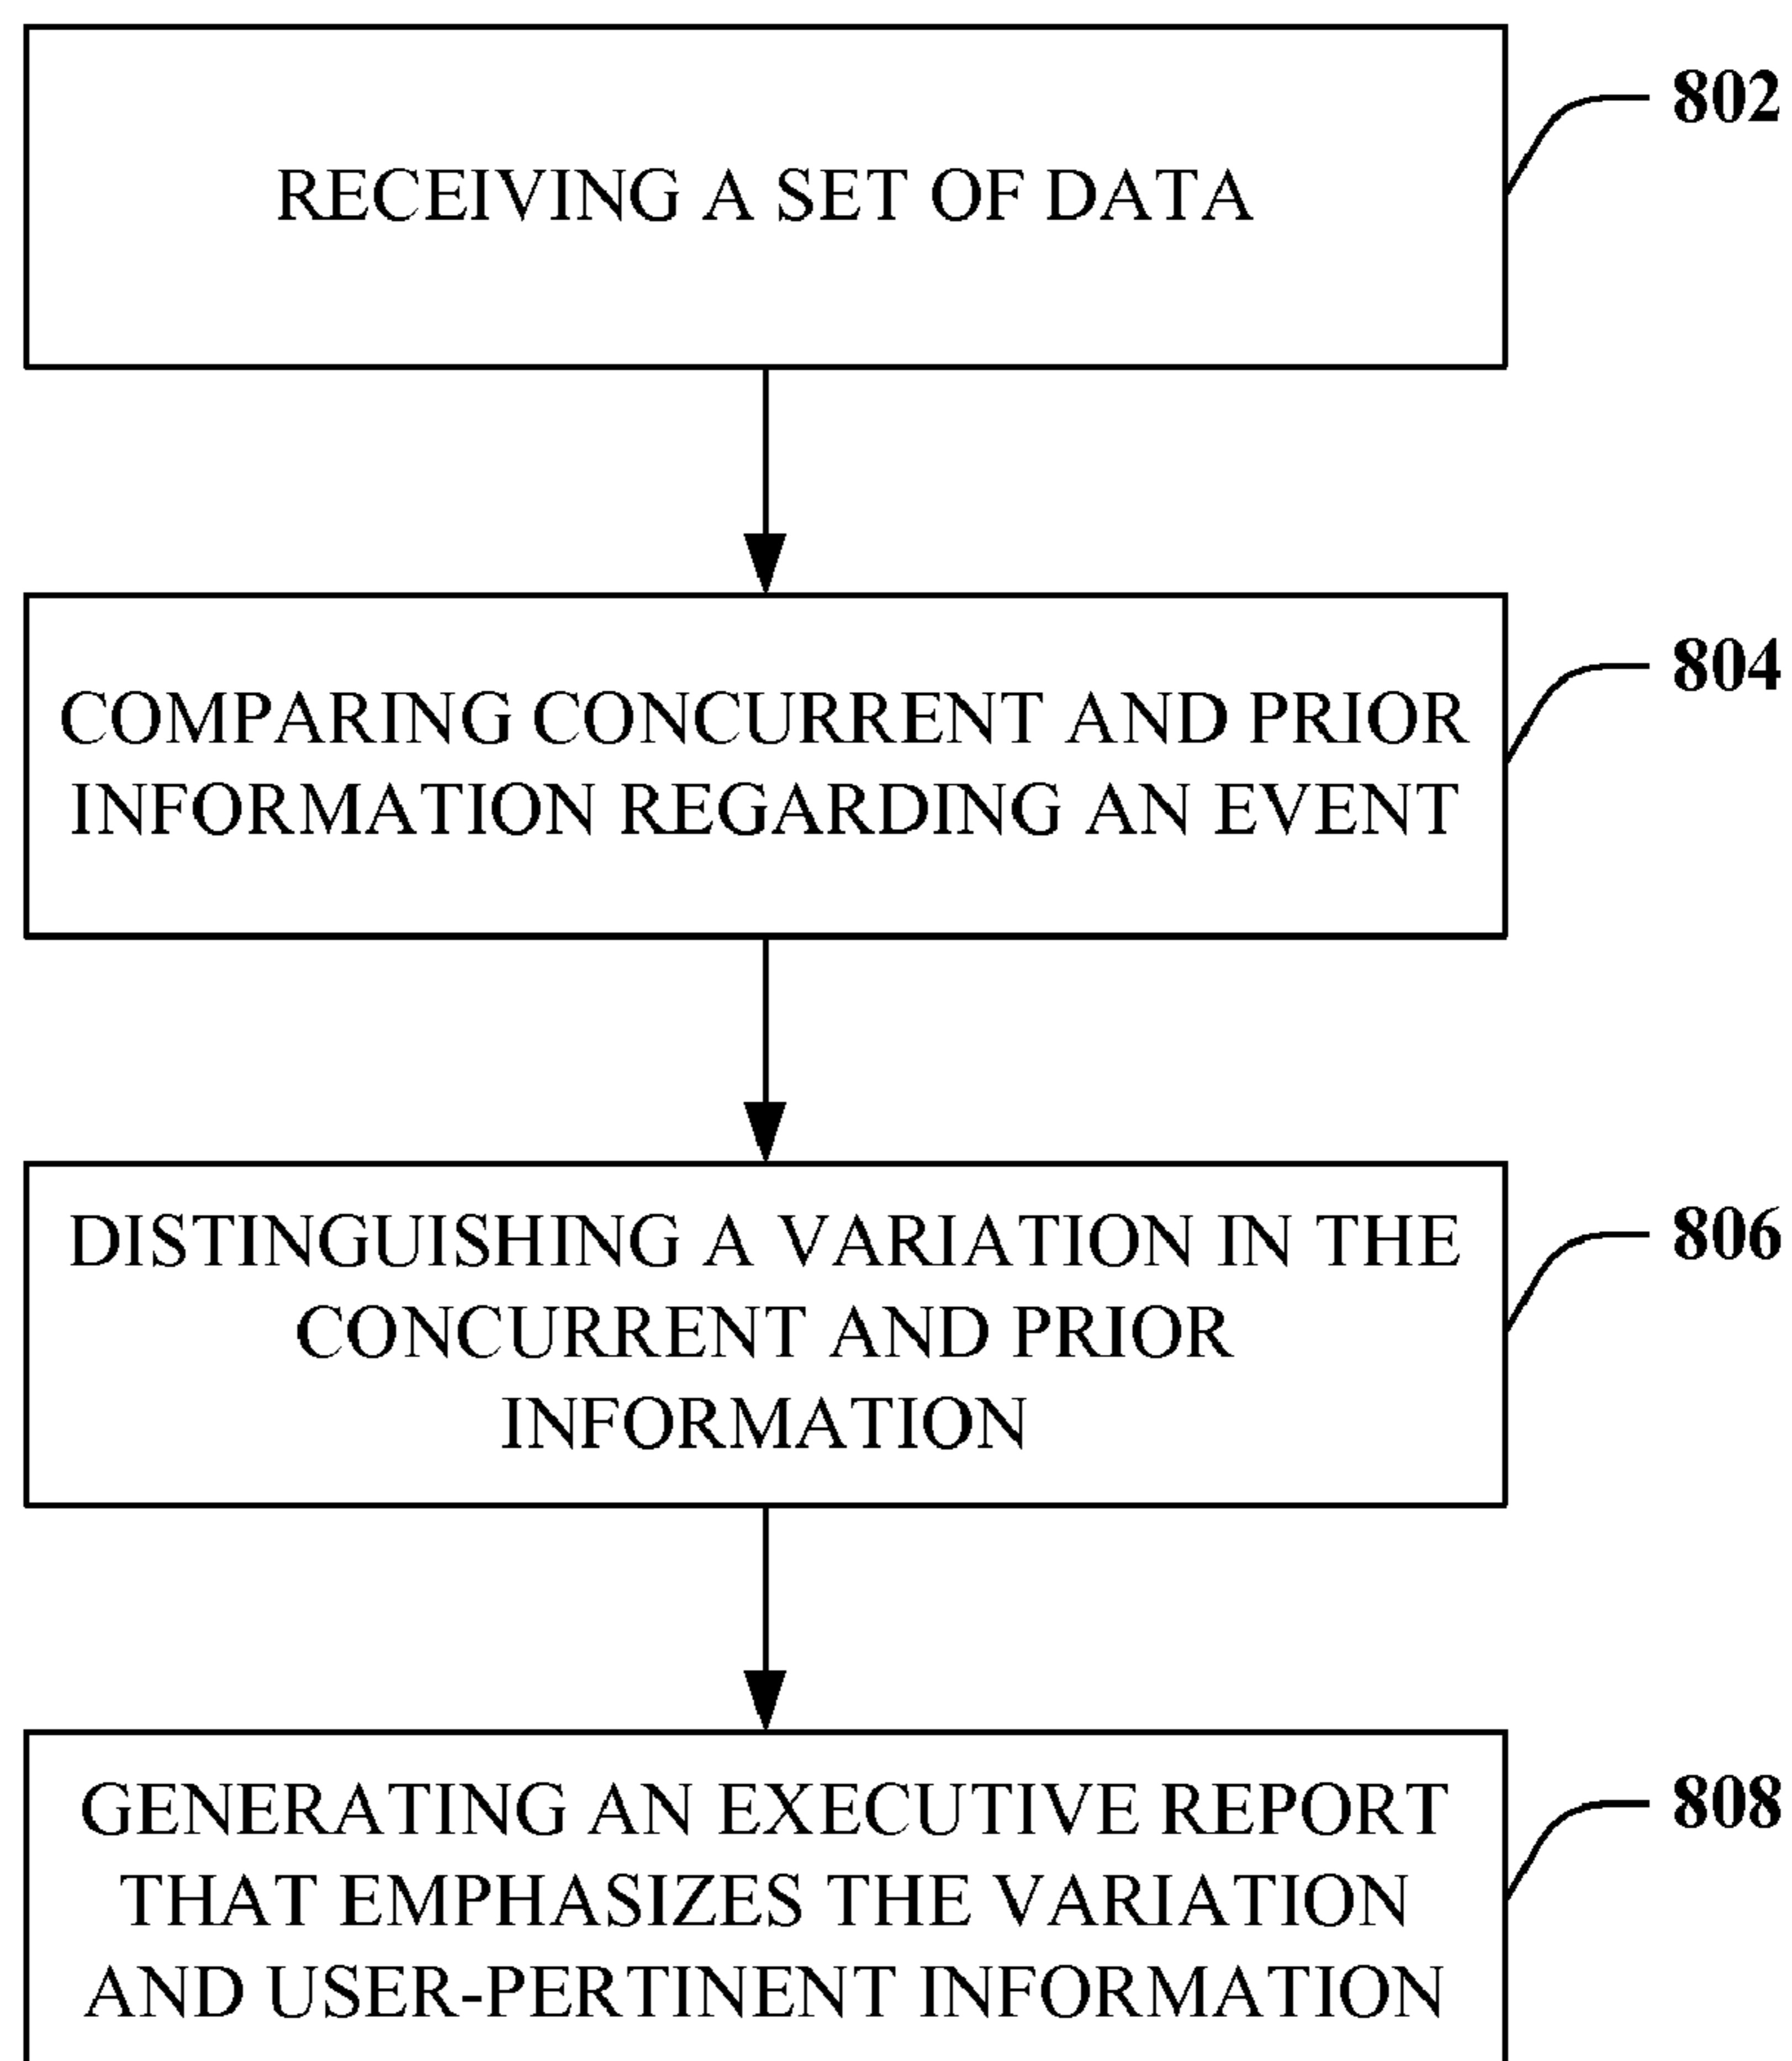 802
RECEIVING A SET OF DATA
804
COMPARING CONCURRENT AND PRIOR
INFORMATION REGARDING AN EVENT
806
DISTINGUISHING A VARIATION IN THE
CONCURRENT AND PRIOR
INFORMATION
808
GENERATING AN EXECUTIVE REPORT
THAT EMPHASIZES THE VARIATION
AND USER-PERTINENT INFORMATION